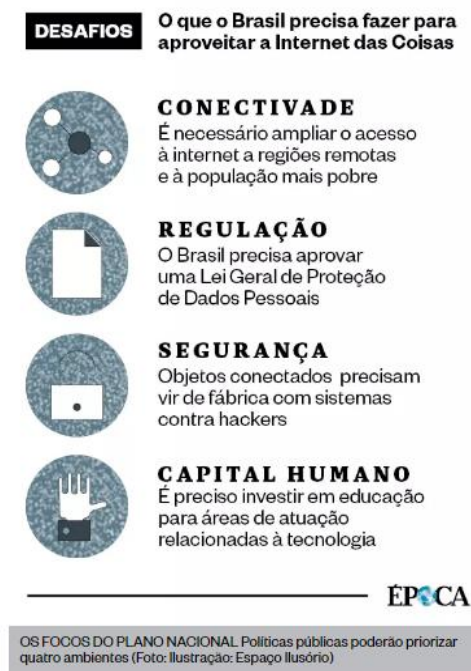 DESAFIOS
O que o Brasil precisa fazer para
aproveitar a Internet das Coisas
CONECTIVADE
É necessário ampliar o acesso
à internet a regiões remotas
e à população mais pobre
REGULAÇÃO
O Brasil precisa aprovar
uma Lei Geral de Proteção
de Dados Pessoais
SEGURANÇA
Objetos conectados precisam
vir de fábrica com sistemas
contra hackers
CAPITAL HUMANO
É preciso investir em educação
para áreas de atuação
relacionadas à tecnologia
ÉPOCA
OS FOCOS DO PLANO NACIONAL Políticas públicas poderão priorizar
quatro ambientes (Foto: Ilustração: Espaço Ilusório)